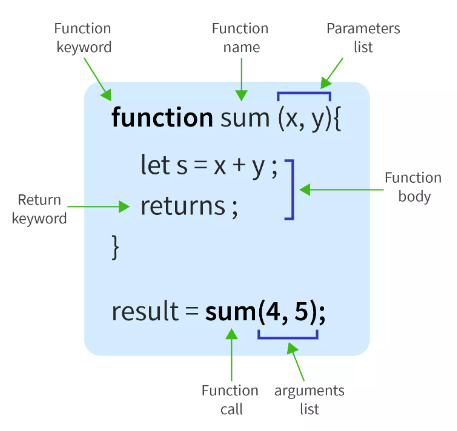 Function
keyword
Function
name
Parameters
list
function sum (x, y){
let s = x + y ;
Function
body
Return
keyword
returns ;
}
result = sum(4, 5);
Function
call
arguments
list